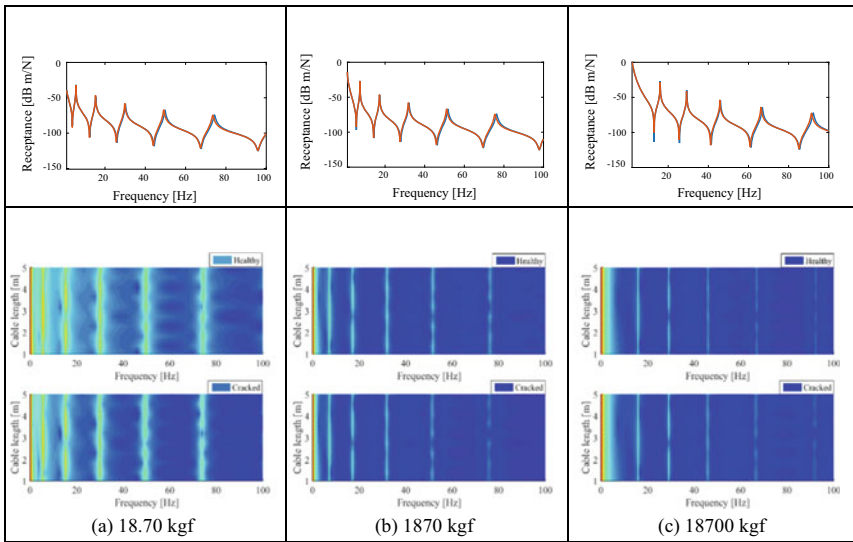 0
-50
-100
-150
Receptance [dB m/N]
20 40 60 80 100
Frequency [Hz]
0
-50
-100
-150
Receptance [dB m/N]
20 40 60 80 100
Frequency [Hz]
0
-50
-100
-150
Receptance [dB m/N]
20 40 60 80 100
Frequency [Hz]
Healthy
5
4
3
2
1
Cable length [m]
0 20 40 60 80 100
Frequency [Hz]
Cracked
5
4
3
2
1
Cable length [m]
0 20 40 60 80 100
Frequency [Hz]
(a) 18.70 kgf
Healthy
5
4
3
2
1
Cable length [m]
0 20 40 60 80 100
Frequency [Hz]
Cracked
5
4
3
2
1
Cable length [m]
0 20 40 60 80 100
Frequency [Hz]
(b) 1870 kgf
Healthy
5
4
3
2
1
Cable length [m]
0 20 40 60 80 100
Frequency [Hz]
Cracked
5
4
3
2
1
Cable length [m]
0 20 40 60 80 100
Frequency [Hz]
(c) 18700 kgf